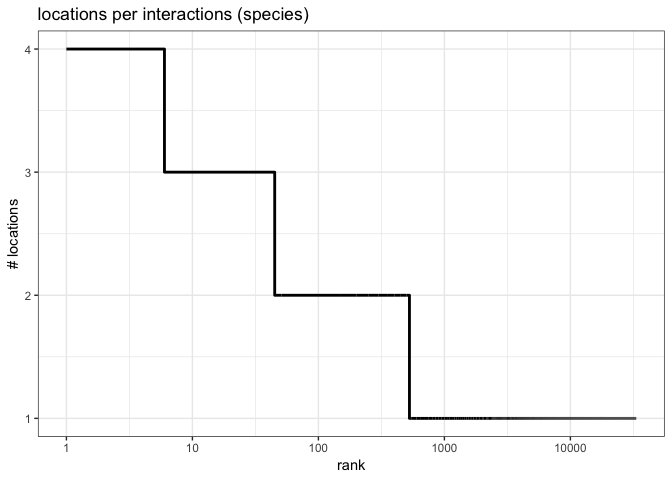 locations per interactions (species)
4
3
2
1
# locations
1 10 100 1000 10000
rank